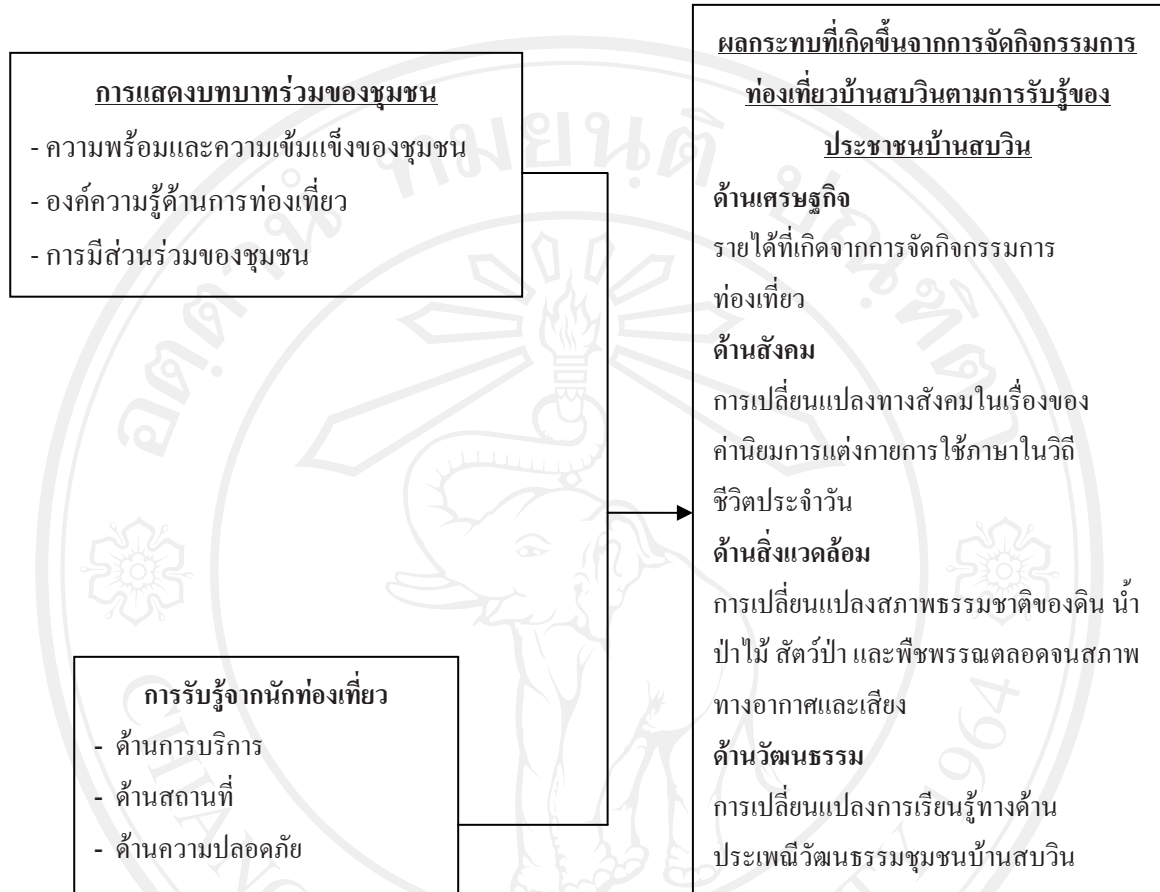 การแสดงบทบาทร่วมของชุมชน
- ความพร้อมและความเข้มแข็งของชุมชน
- องค์ความรู้ด้านการท่องเที่ยว
- การมีส่วนร่วมของชุมชน
การรับรู้จากนักท่องเที่ยว
- ด้านการบริการ
- ด้านสถานที่
- ด้านความปลอดภัย
ผลกระทบที่เกิดขึ้นจากการจัดกิจกรรมการ
ท่องเที่ยวบ้านสบวินตามการรับรู้ของ
ประชาชนบ้านสบวิน
ด้านเศรษฐกิจ
รายได้ที่เกิดจากการจัดกิจกรรมการ
ท่องเที่ยว
ด้านสังคม
การเปลี่ยนแปลงทางสังคมในเรื่องของ
ค่านิยมการแต่งกายการใช้ภาษาในวิถี
ชีวิตประจำวัน
ด้านสิ่งแวดล้อม
การเปลี่ยนแปลงสภาพธรรมชาติของดิน น้ำ
ป่าไม้ สัตว์ป่า และพืชพรรณตลอดจนสภาพ
ทางอากาศและเสียง
ด้านวัฒนธรรม
การเปลี่ยนแปลงการเรียนรู้ทางด้าน
ประเพณีวัฒนธรรมชุมชนบ้านสบวิน
อตฺตานํ ทมยนฺติ ปณฺฑิตา
1964